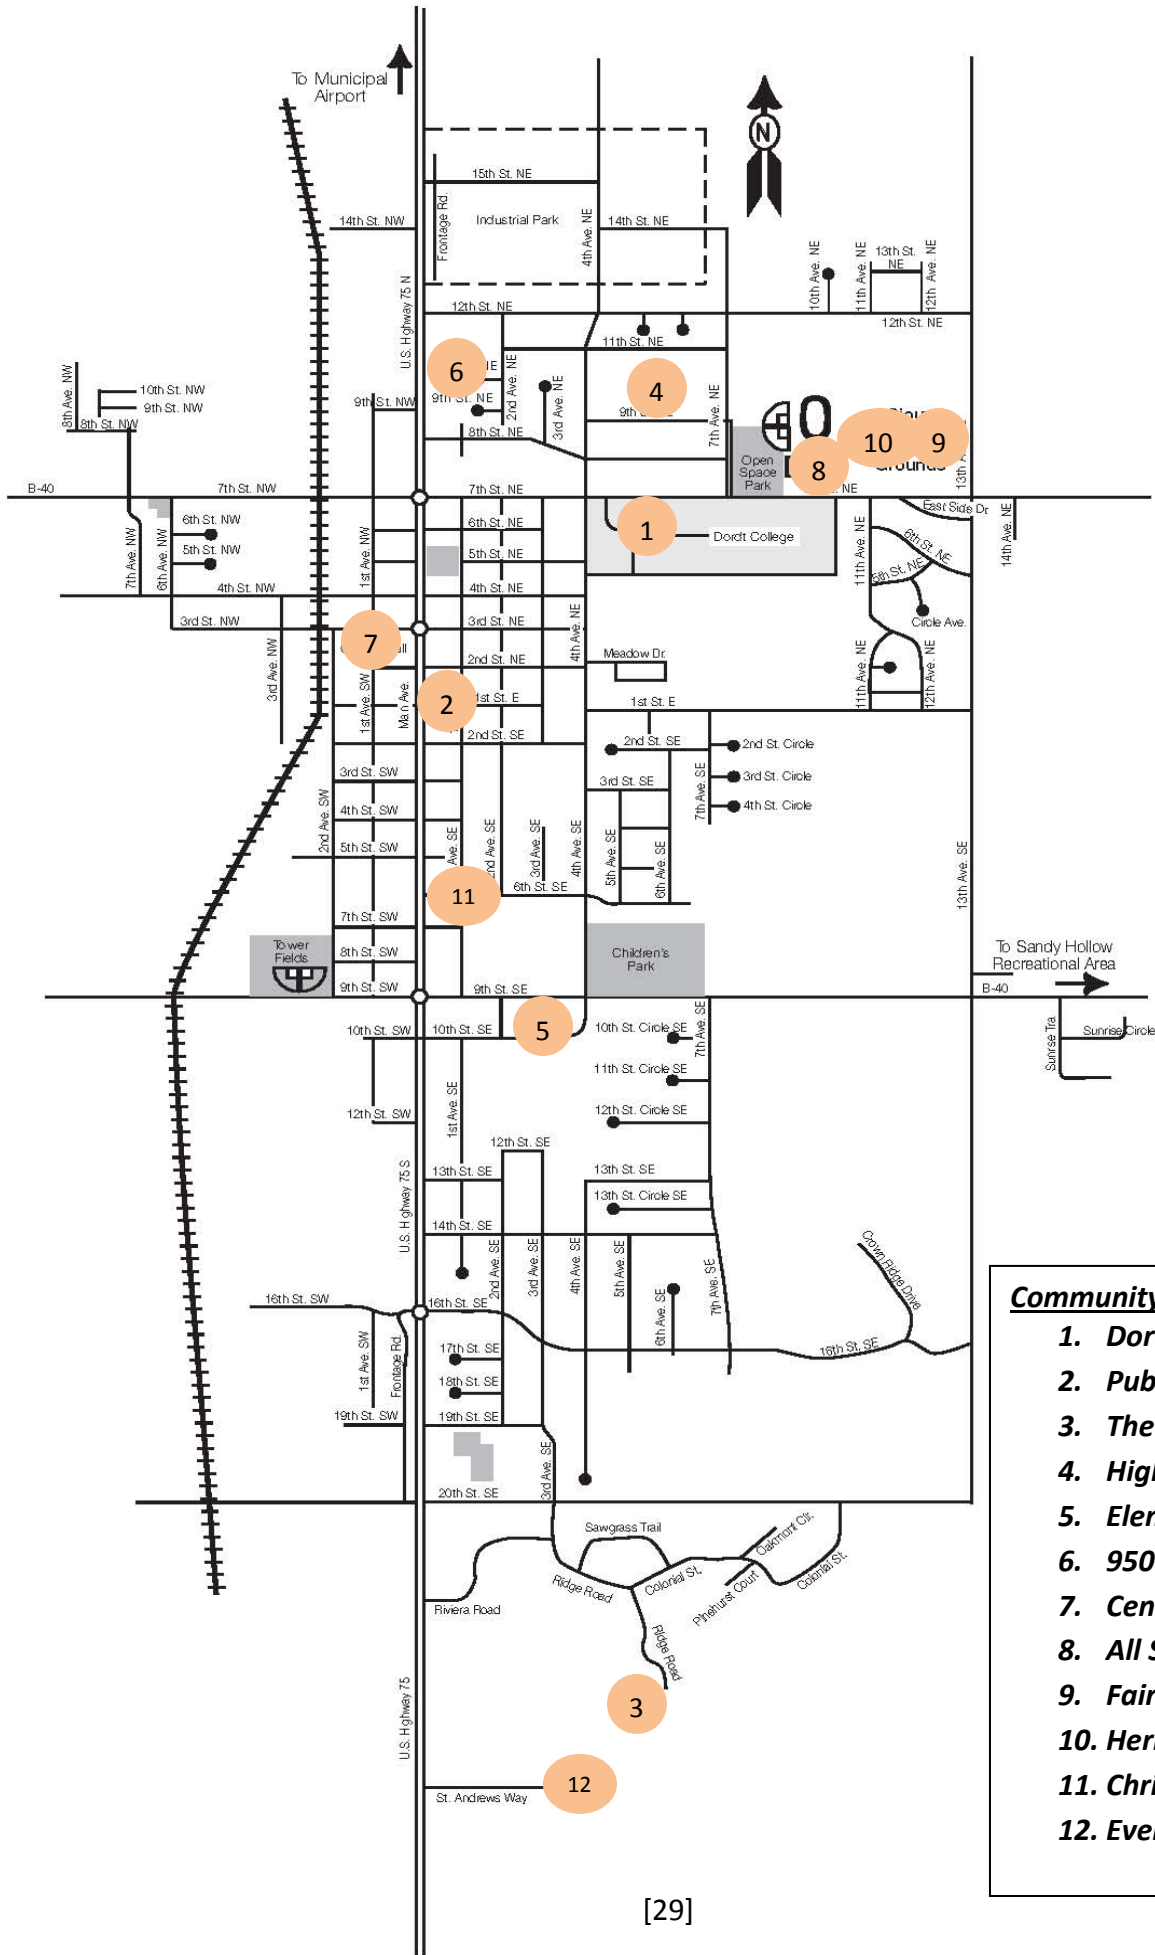 To Municipal
Airport
N
15th St. NE
Frontage Rd.
Industrial Park
4th Ave. NE
14th St. NW
14th St. NE
U.S. Highway 75 N
10th Ave. NE
11th Ave. NE
13th St.
NE
12th Ave. NE
12th St. NE
12th St. NE
11th St. NE
8th Ave. NW
10th St. NW
9th St. NW
8th St. NW
9th St. NW
6
NE
2nd Ave. NE
9th St. NE
3rd Ave. NE
8th St. NE
4
9th
7th Ave. NE
Open
Space
Park
8
10
9
Grounds
13th
B-40
7th St. NW
7th St. NE
NE
East Side Dr
14th Ave. NE
6th St. NW
5th St. NW
7th Ave. NW
6th Ave. NW
1st Ave. NW
6th St. NE
5th St. NE
1
Dordt College
11th Ave. NE
6th St. NE
5th St. NE
4th St. NW
4th St. NE
Circle Ave.
3rd St. NW
3rd St. NE
4th Ave. NE
7
3rd Ave. NW
2nd St. NE
Meadow Dr.
11th Ave. NE
12th Ave. NE
1st Ave. SW
Main Ave.
2
1st St. E
1st St. E
2nd St. SE
2nd St. SE
2nd St. Circle
3rd St. SW
3rd St. SE
3rd St. Circle
4th St. SW
4th St. Circle
7th Ave. SE
2nd Ave. SW
5th St. SW
Ave. SE
2nd Ave. SE
3rd Ave. SE
4th Ave. SE
5th Ave. SE
6th Ave. SE
13th Ave. SE
11
6th St. SE
7th St. SW
Tower
Fields
8th St. SW
Children's
Park
To Sandy Hollow
Recreational Area
9th St. SW
9th St. SE
B-40
10th St. SW
10th St. SE
5
10th St. Circle SE
7th Ave. SE
Sunrise Tra
Sunrise Circle
11th St. Circle SE
12th St. SW
1st Ave. SE
12th St. Circle SE
12th St. SE
U.S. Highway 75 S
13th St. SE
13th St. SE
13th St. Circle SE
14th St. SE
2nd Ave. SE
3rd Ave. SE
4th Ave. SE
5th Ave. SE
6th Ave. SE
7th Ave. SE
Crown Ridge Drive
16th St. SW
16th St. SE
16th St. SE
1st Ave. SW
Frontage Rd.
17th St. SE
18th St. SE
19th St. SW
19th St. SE
3rd Ave. SE
20th St. SE
Sawgrass Trail
Oakmont Cir.
Ridge Road
Colonial St.
Pinehurst Court
Colonial St.
Riviera Road
Ridge Road
3
U.S. Highway 75
12
St. Andrews Way
Community
1. Dor
2. Pub
3. The
4. High
5. Elem
6. 950
7. Cen
8. All S
9. Fair
10. Her
11. Chri
12. Eve
[29]